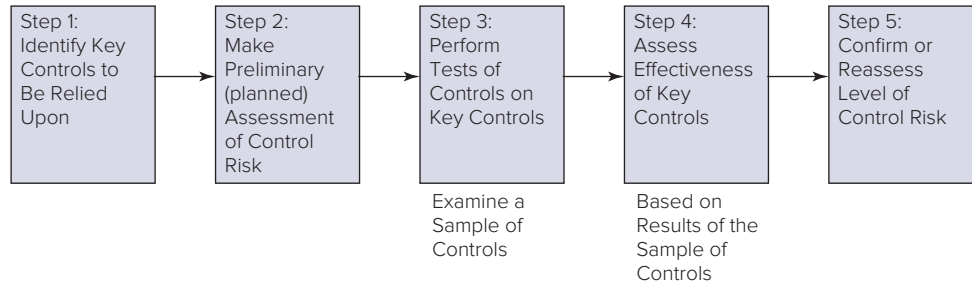 Step 1:
Identify Key
Controls to
Be Relied
Upon
Step 2:
Make
Preliminary
(planned)
Assessment
of Control
Risk
Step 3:
Perform
Tests of
Controls on
Key Controls
Examine a
Sample of
Controls
Step 4:
Assess
Effectiveness
of Key
Controls
Based on
Results of the
Sample of
Controls
Step 5:
Confirm or
Reassess
Level of
Control Risk